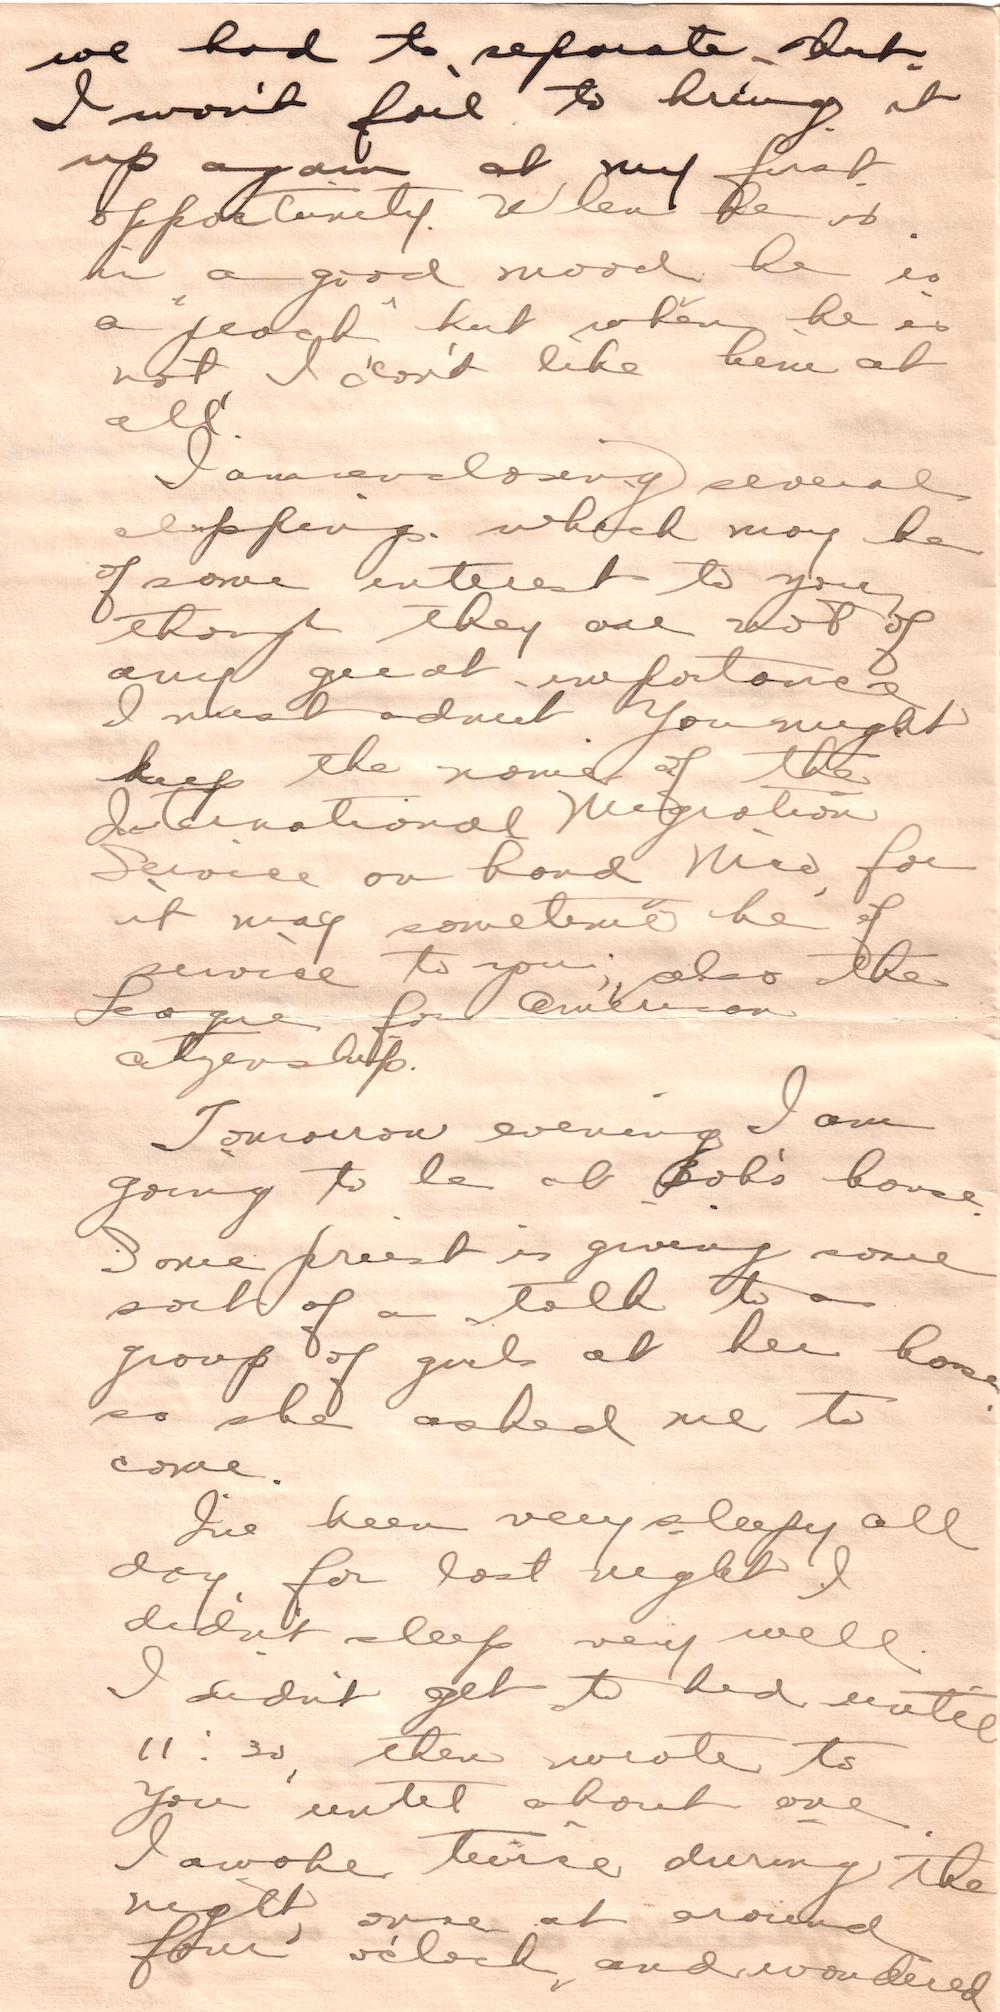 we had to separate. But
I won't fail to bring it
up again at my first
opportunity. When he is
in a good mood he is
a "peach" but when he is
not, I don't like him at
all.
I am enclosing several
clippings which may be
of some interest to you,
though they are not of
any great importance
I must admit. You might
keep the name of the
International Migration
Service on hand for
it may sometime be of
service to you; also the
League for American
citizenship.
Tomorrow evening I am
going to be at Bob's house.
Some priest is giving some
sort of a talk to a
group of girls at her house
so she asked me to
come.
I've been very sleepy all
day, for last night I
didn't sleep very well.
I didn't get to bed until
11:30, then wrote to
you until about one.
I awoke twice during the
night, once at around
four o'clock, and wondered